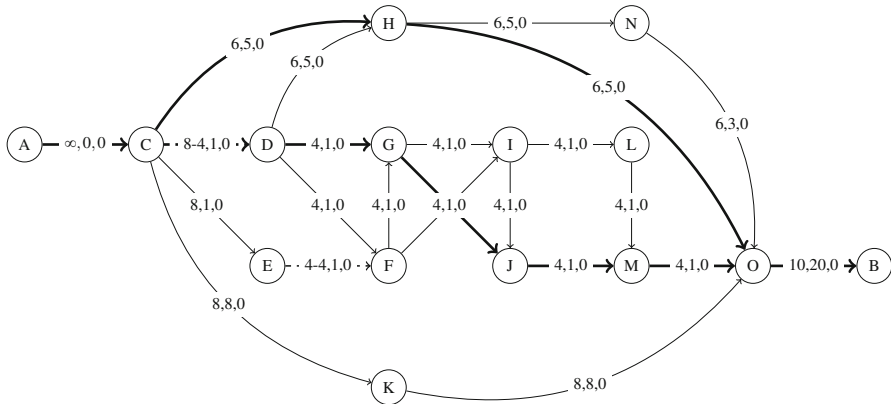 H 6,5,0 N
6,5,0 6,5,0 6,5,0
6,3,0
A ∞,0,0 C 8-4,1,0 D 4,1,0 G 4,1,0 I 4,1,0 L
8,1,0 4,1,0 4,1,0 4,1,0 4,1,0 4,1,0 4,1,0
E 4-4,1,0 F J 4,1,0 M 4,1,0 O 10,20,0 B
8,8,0
K 8,8,0